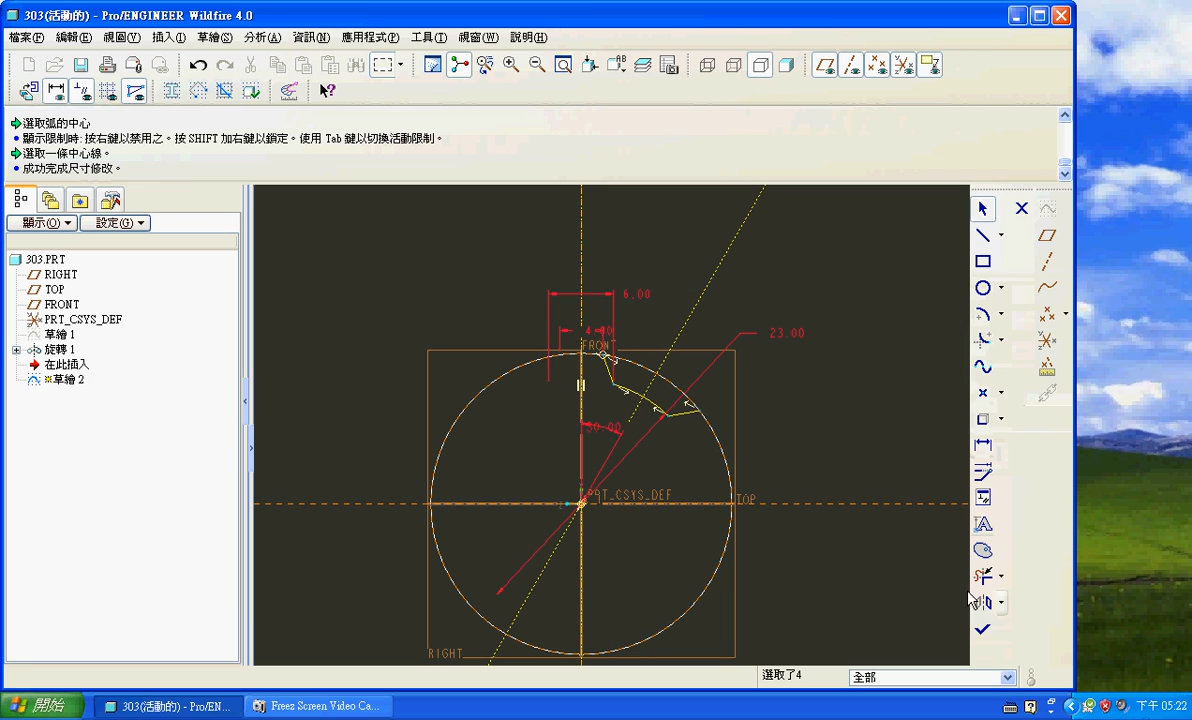 303(活動的) - Pro/ENGINEER Wildfire 4.0
檔案(F) 編輯(E) 視圖(V) 插入(I) 草繪(S) 分析(A) 資訊(N) 應用程式(P) 工具(T) 視窗(W) 說明(H)
選取弧的中心
顯示限制時: 按右鍵以禁用之。按 SHIFT 加右鍵以鎖定。使用 Tab 鍵以切換活動限制。
選取一條中心線。
成功完成尺寸修改。
顯示(O) 設定(G)
303.PRT
RIGHT
TOP
FRONT
PRT_CSYS_DEF
草繪 1
旋轉 1
在此插入
草繪 2
6.00
23.00
FRONT
30.00
PRT_CSYS_DEF
TOP
RIGHT
選取了4
全部
開始
303(活動的) - Pro/EN...
Freez Screen Video Ca...
下午 05:22